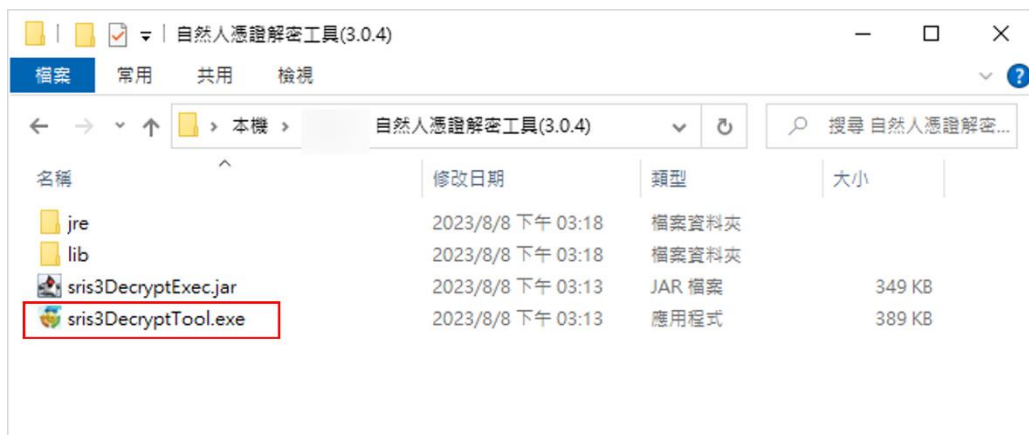 自然人憑證解密工具(3.0.4)
檔案 常用 共用 檢視
本機 自然人憑證解密工具(3.0.4) 搜尋 自然人憑證解密...
名稱 修改日期 類型 大小
jre 2023/8/8 下午 03:18 檔案資料夾
lib 2023/8/8 下午 03:18 檔案資料夾
sris3DecryptExec.jar 2023/8/8 下午 03:13 JAR 檔案 349 KB
sris3DecryptTool.exe 2023/8/8 下午 03:13 應用程式 389 KB